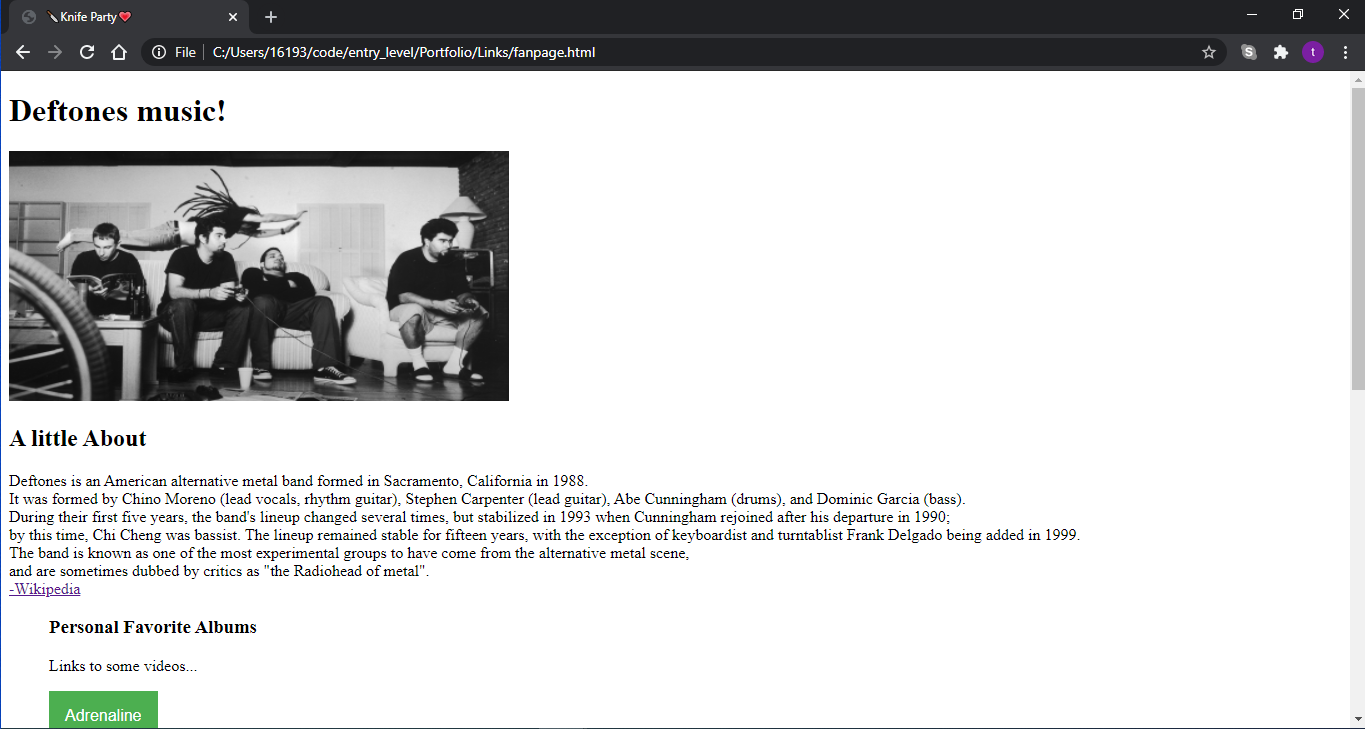 🔪Knife Party❤️
File C:/Users/16193/code/entry_level/Portfolio/Links/fanpage.html
t
Deftones music!
A little About
Deftones is an American alternative metal band formed in Sacramento, California in 1988.
It was formed by Chino Moreno (lead vocals, rhythm guitar), Stephen Carpenter (lead guitar), Abe Cunningham (drums), and Dominic Garcia (bass).
During their first five years, the band's lineup changed several times, but stabilized in 1993 when Cunningham rejoined after his departure in 1990;
by this time, Chi Cheng was bassist. The lineup remained stable for fifteen years, with the exception of keyboardist and turntablist Frank Delgado being added in 1999.
The band is known as one of the most experimental groups to have come from the alternative metal scene,
and are sometimes dubbed by critics as "the Radiohead of metal".
-Wikipedia
Personal Favorite Albums
Links to some videos...
Adrenaline